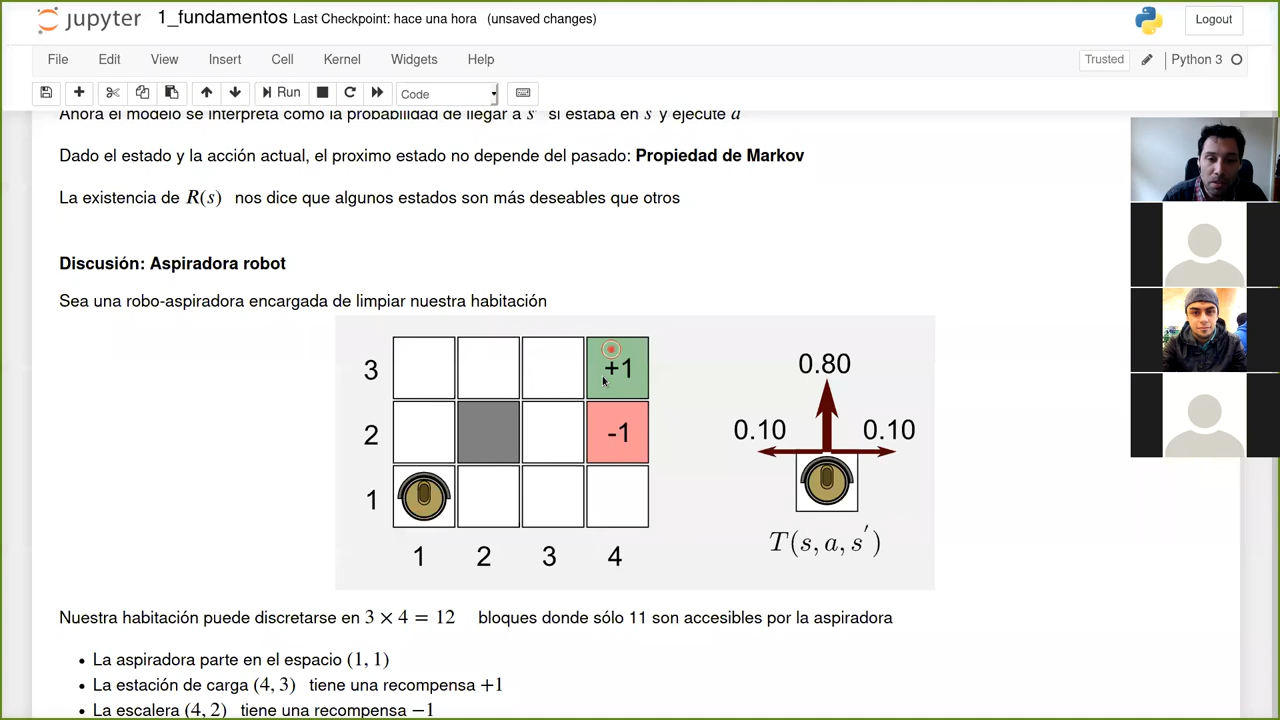 jupyter 1_fundamentos Last Checkpoint: hace una hora (unsaved changes) Logout
File Edit View Insert Cell Kernel Widgets Help Trusted Python 3
Run Code
Ahora el modelo se interpreta como la probabilidad de llegar a s' si estaba en s y ejecute a
Dado el estado y la acción actual, el proximo estado no depende del pasado: Propiedad de Markov
La existencia de R(s) nos dice que algunos estados son más deseables que otros
Discusión: Aspiradora robot
Sea una robo-aspiradora encargada de limpiar nuestra habitación
3 +1
2 -1
1
1 2 3 4
0.80
0.10 0.10
T(s, a, s')
Nuestra habitación puede discretarse en 3 × 4 = 12 bloques donde sólo 11 son accesibles por la aspiradora
• La aspiradora parte en el espacio (1, 1)
• La estación de carga (4, 3) tiene una recompensa +1
• La escalera (4, 2) tiene una recompensa −1